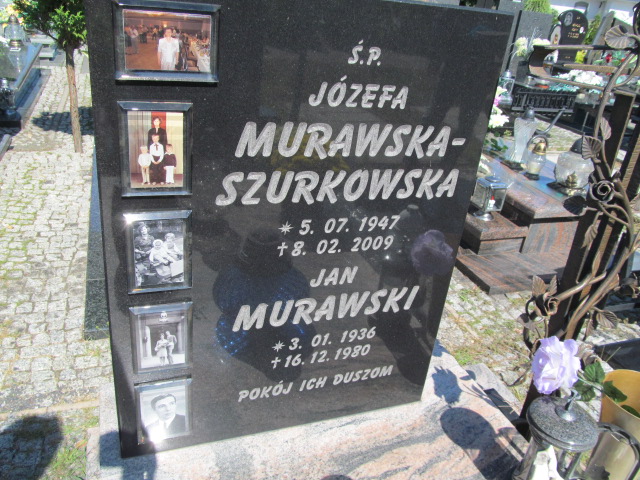 Ś.P.
JÓZEFA
MURAWSKA-
SZURKOWSKA
* 5. 07. 1947
† 8. 02. 2009
JAN
MURAWSKI
* 3. 01. 1936
† 16. 12. 1980
POKÓJ ICH DUSZOM